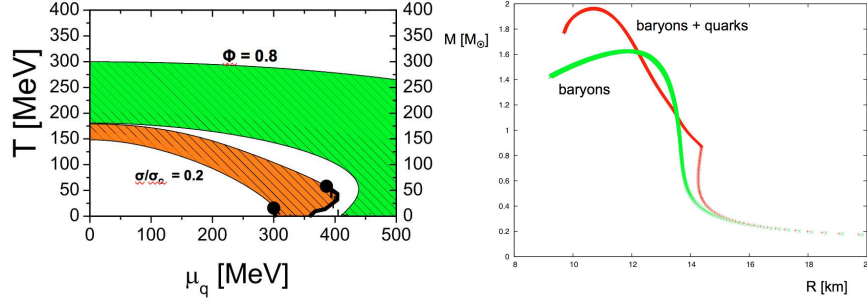 400
350
300
250
200
150
100
50
0
T [MeV]
Φ = 0.8
σ/σ₀ = 0.2
400
350
300
250
200
150
100
50
0
0 100 200 300 400 500
μq [MeV]
2
1.8
1.6
1.4
1.2
1
0.8
0.6
0.4
0.2
0
M [M☉]
baryons + quarks
baryons
8 10 12 14 16 18 2
R [km]